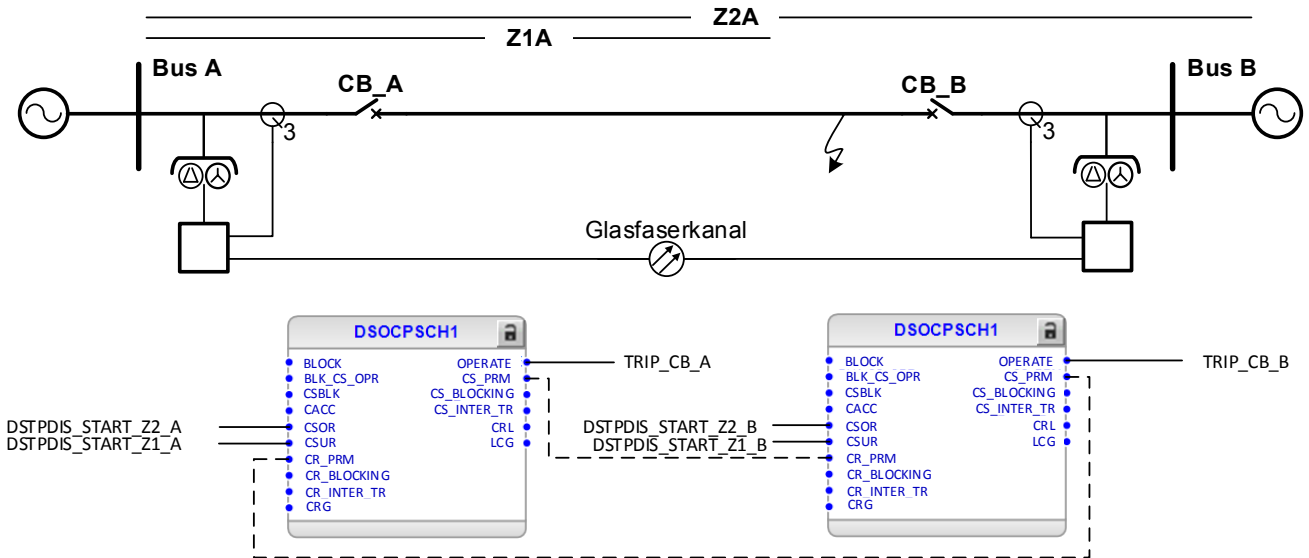 Z2A
Z1A
Bus A
CB_A
CB_B
Bus B
3
3
Glasfaserkanal
DSOCPSCH1
BLOCK
BLK_CS_OPR
CSBLK
CACC
CSOR
CSUR
CR_PRM
CR_BLOCKING
CR_INTER_TR
CRG
OPERATE
CS_PRM
CS_BLOCKING
CS_INTER_TR
CRL
LCG
TRIP_CB_A
DSTPDIS_START_Z2_A
DSTPDIS_START_Z1_A
DSOCPSCH1
BLOCK
BLK_CS_OPR
CSBLK
CACC
CSOR
CSUR
CR_PRM
CR_BLOCKING
CR_INTER_TR
CRG
OPERATE
CS_PRM
CS_BLOCKING
CS_INTER_TR
CRL
LCG
TRIP_CB_B
DSTPDIS_START_Z2_B
DSTPDIS_START_Z1_B